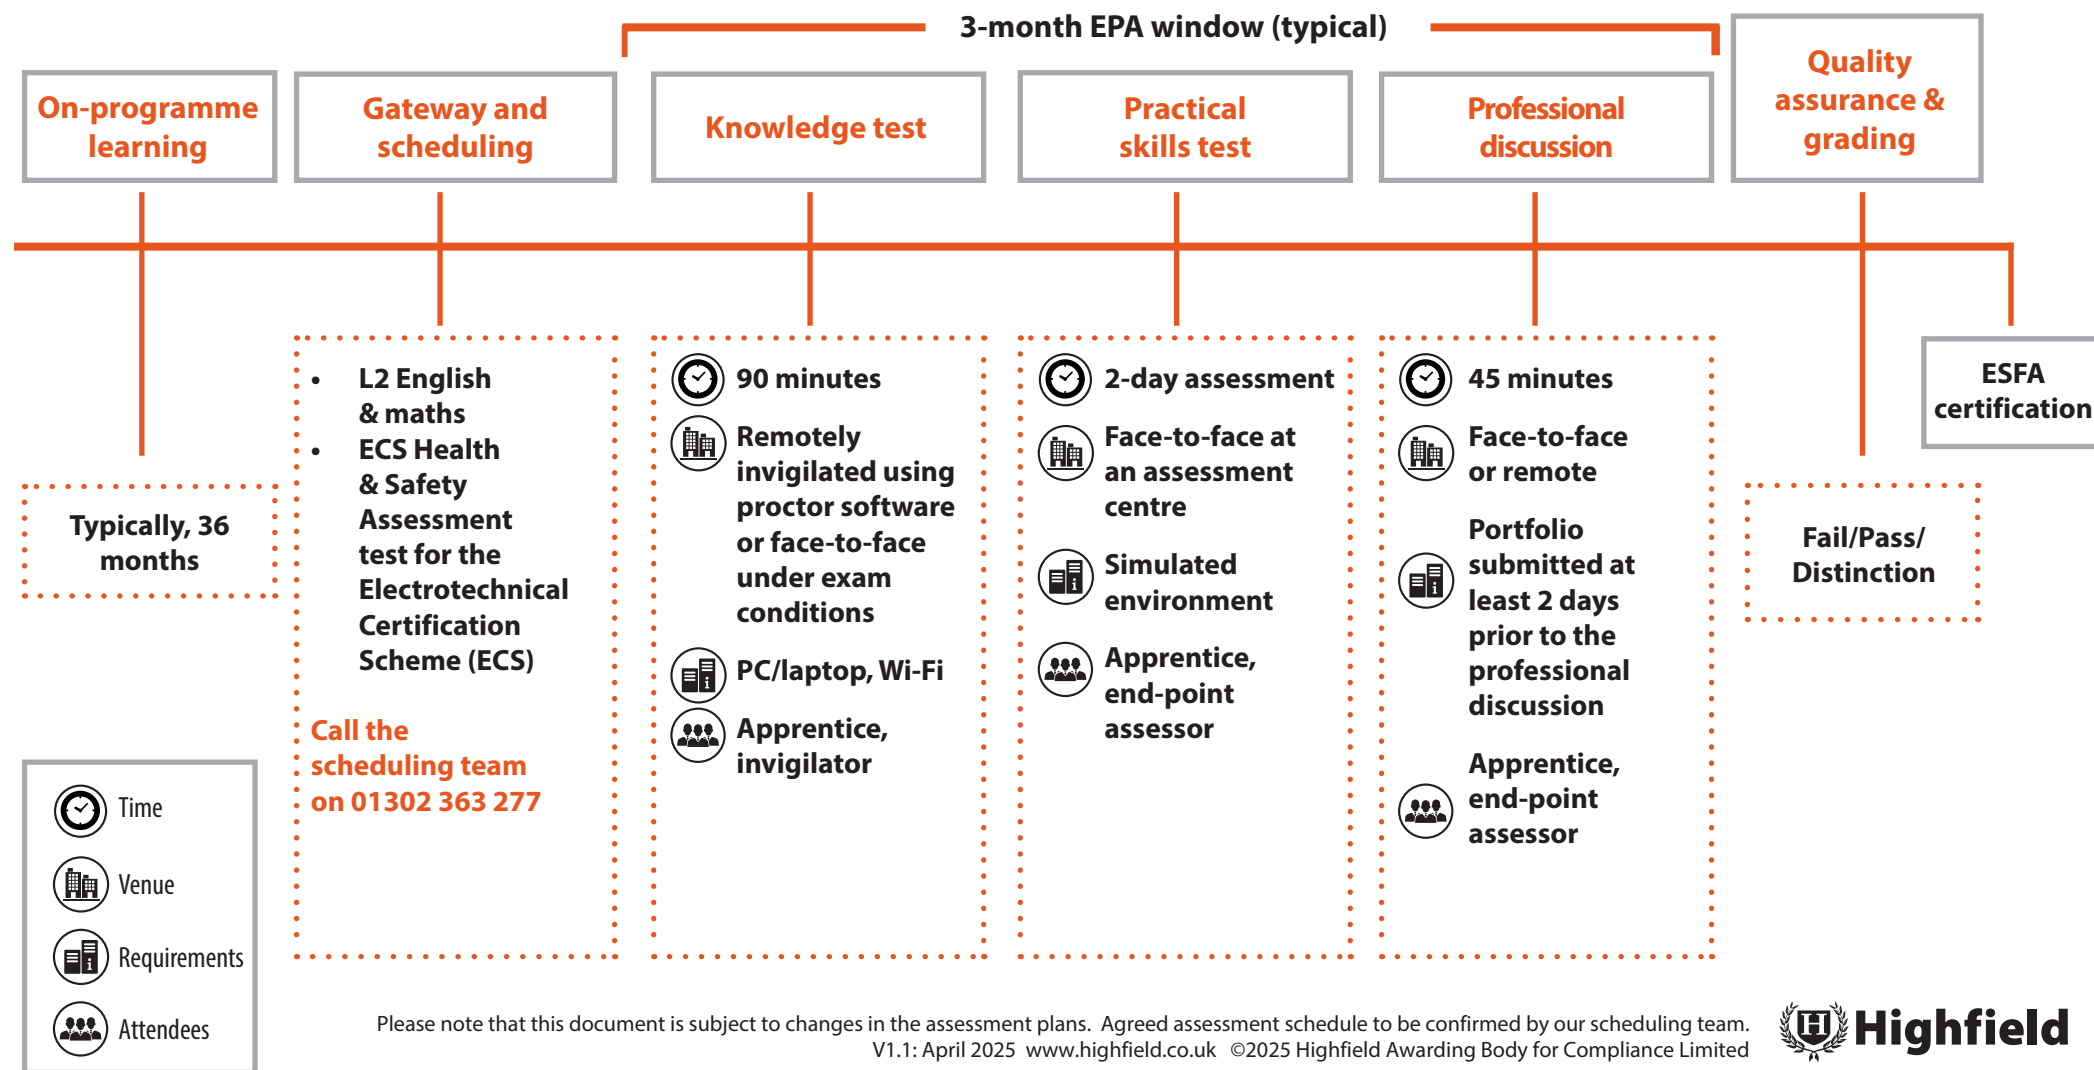 3-month EPA window (typical)
On-programme
learning
Gateway and
scheduling
Knowledge test
Practical
skills test
Professional
discussion
Quality
assurance &
grading
Typically, 36
months
• L2 English
& maths
• ECS Health
& Safety
Assessment
test for the
Electrotechnical
Certification
Scheme (ECS)
Call the
scheduling team
on 01302 363 277
90 minutes
Remotely
invigilated using
proctor software
or face-to-face
under exam
conditions
PC/laptop, Wi-Fi
Apprentice,
invigilator
2-day assessment
Face-to-face at
an assessment
centre
Simulated
environment
Apprentice,
end-point
assessor
45 minutes
Face-to-face
or remote
Portfolio
submitted at
least 2 days
prior to the
professional
discussion
Apprentice,
end-point
assessor
Fail/Pass/
Distinction
ESFA
certification
Time
Venue
Requirements
Attendees
Please note that this document is subject to changes in the assessment plans. Agreed assessment schedule to be confirmed by our scheduling team.
V1.1: April 2025 www.highfield.co.uk ©2025 Highfield Awarding Body for Compliance Limited
H Highfield